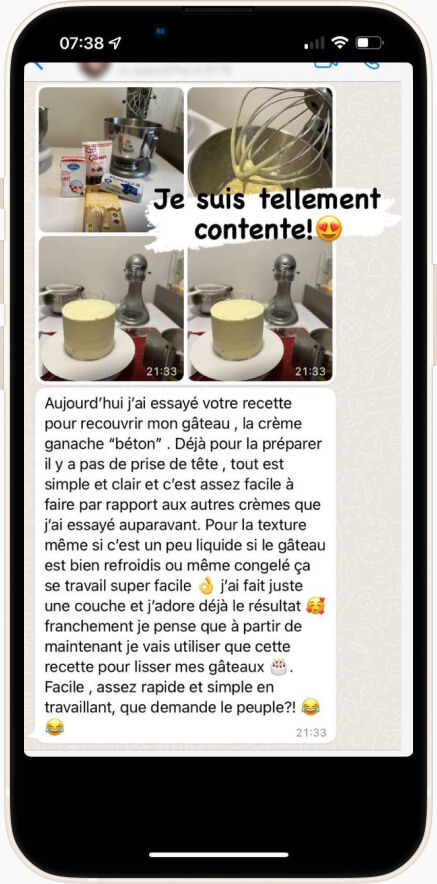 07:38
Je suis tellement
contente!😍
21:33
21:33
Aujourd'hui j'ai essayé votre recette
pour recouvrir mon gâteau , la crème
ganache "béton" . Déjà pour la préparer
il y a pas de prise de tête , tout est
simple et clair et c'est assez facile à
faire par rapport aux autres crèmes que
j'ai essayé auparavant. Pour la texture
même si c'est un peu liquide si le gâteau
est bien refroidis ou même congelé ça
se travail super facile 👌 j'ai fait juste
une couche et j'adore déjà le résultat 🥰
franchement je pense que à partir de
maintenant je vais utiliser que cette
recette pour lisser mes gâteaux 🎂 .
Facile , assez rapide et simple en
travaillant, que demande le peuple?! 😂
😂
21:33